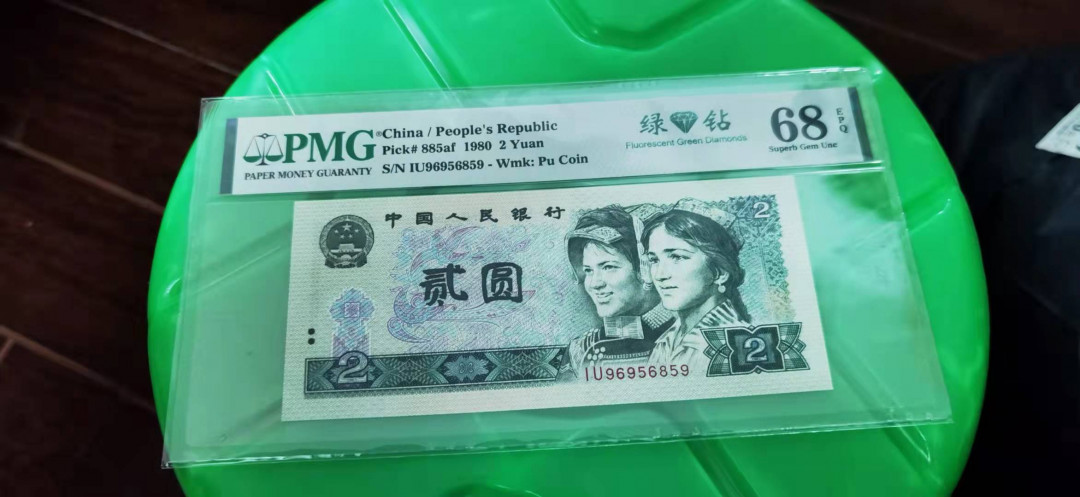 PMG®
PAPER MONEY GUARANTY
China / People's Republic
Pick# 885af 1980 2 Yuan
S/N IU96956859 - Wmk: Pu Coin
绿 钻
Fluorescent Green Diamonds
68 EPQ
Superb Gem Unc
中国人民银行
2
贰圆
2
2
IU96956859